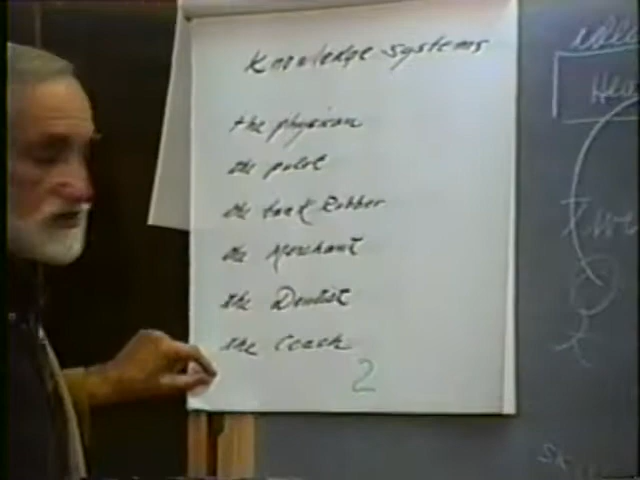 Knowledge Systems
the physician
the pilot
the bank Robber
the Merchant
the Dentist
the Coach
2